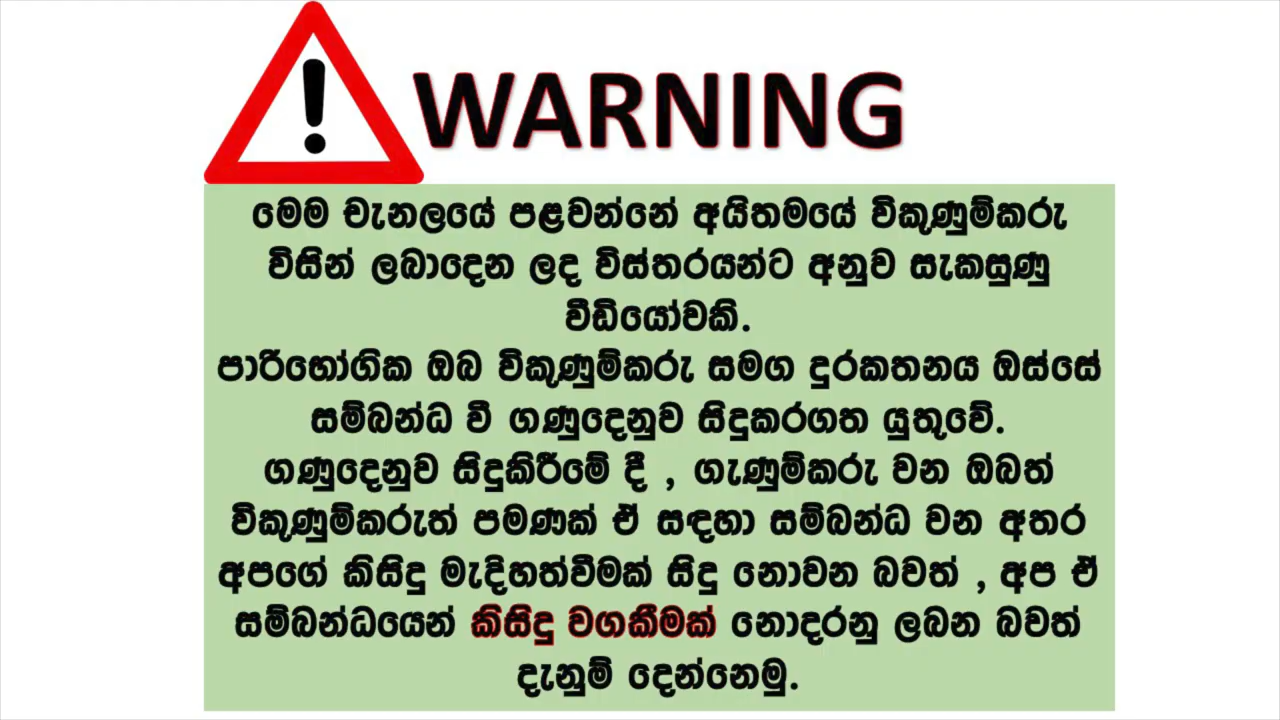 WARNING
මෙම චැනලයේ පළවන්නේ අයිතමයේ විකුණුම්කරු
විසින් ලබාදෙන ලද විස්තරයන්ට අනුව සැකසුණු
වීඩියෝවකි.
පාරිභෝගික ඔබ විකුණුම්කරු සමග දුරකතනය ඔස්සේ
සම්බන්ධ වී ගණුදෙනුව සිදුකරගත යුතුවේ.
ගණුදෙනුව සිදුකිරීමේ දී , ගැණුම්කරු වන ඔබත්
විකුණුම්කරුත් පමණක් ඒ සඳහා සම්බන්ධ වන අතර
අපගේ කිසිදු මැදිහත්වීමක් සිදු නොවන බවත් , අප ඒ
සම්බන්ධයෙන් කිසිදු වගකීමක් නොදරනු ලබන බවත්
දැනුම් දෙන්නෙමු.